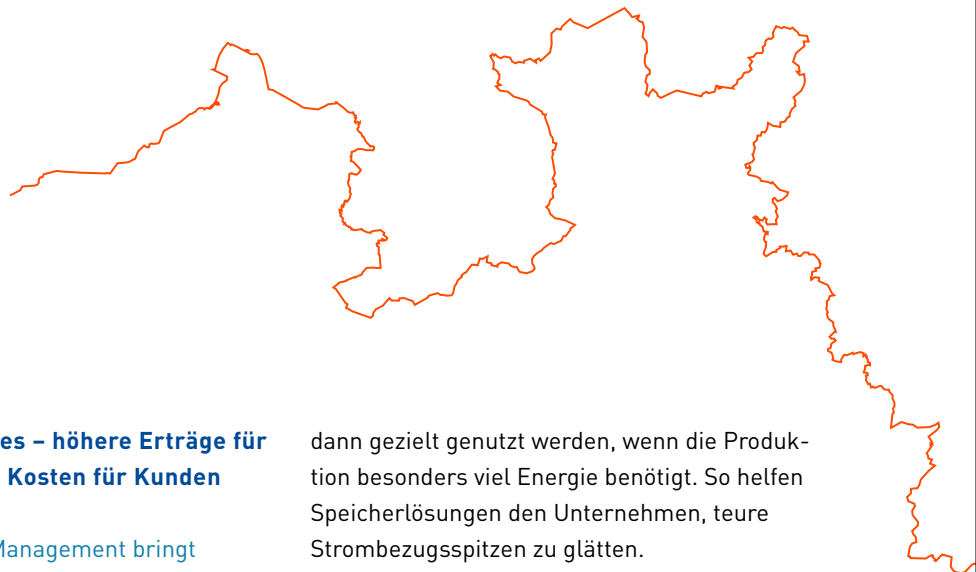 es – höhere Erträge für
Kosten für Kunden
Management bringt
dann gezielt genutzt werden, wenn die Produk-
tion besonders viel Energie benötigt. So helfen
Speicherlösungen den Unternehmen, teure
Strombezugsspitzen zu glätten.